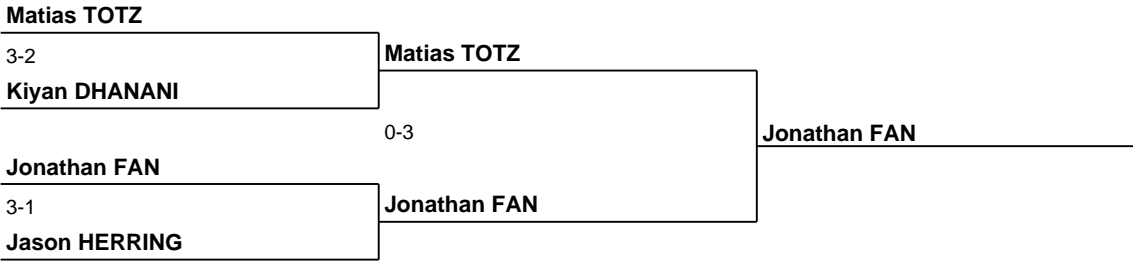 Matias TOTZ
3-2
Matias TOTZ
Kiyan DHANANI
0-3
Jonathan FAN
Jonathan FAN
3-1
Jonathan FAN
Jason HERRING